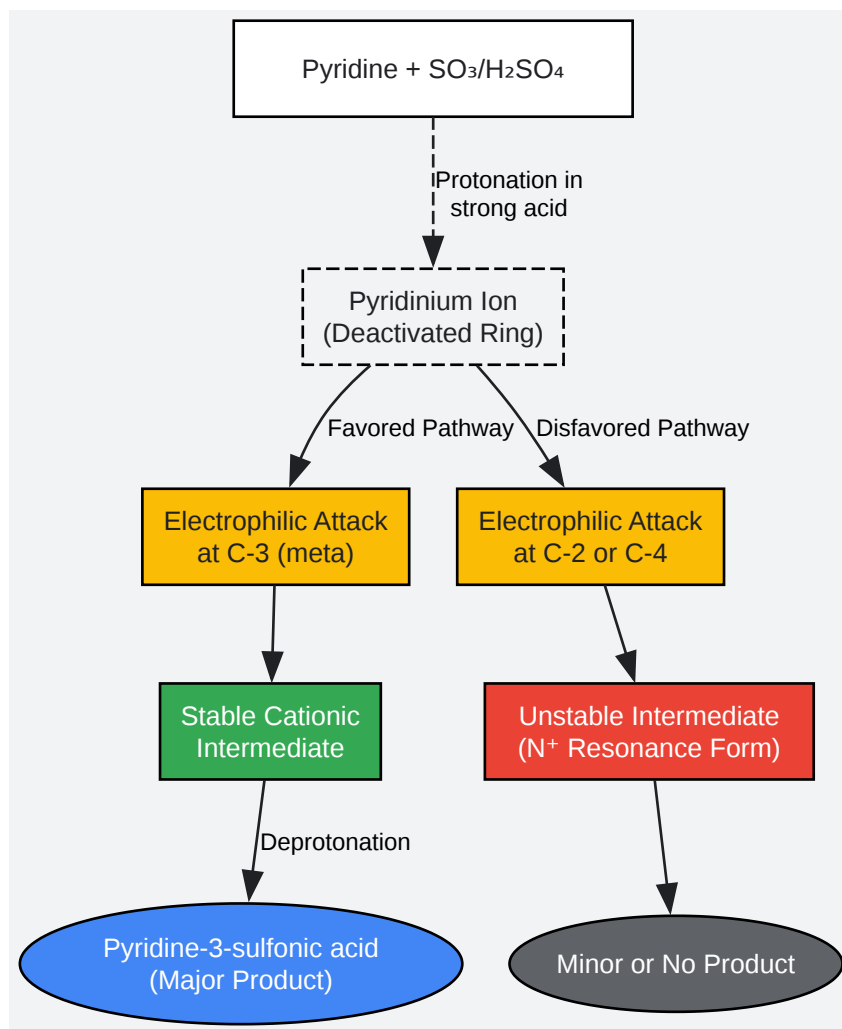 Pyridine + SO₃/H₂SO₄
Protonation in
strong acid
Pyridinium Ion
(Deactivated Ring)
Favored Pathway
Disfavored Pathway
Electrophilic Attack
at C-3 (meta)
Electrophilic Attack
at C-2 or C-4
Stable Cationic
Intermediate
Unstable Intermediate
(N⁺ Resonance Form)
Deprotonation
Pyridine-3-sulfonic acid
(Major Product)
Minor or No Product